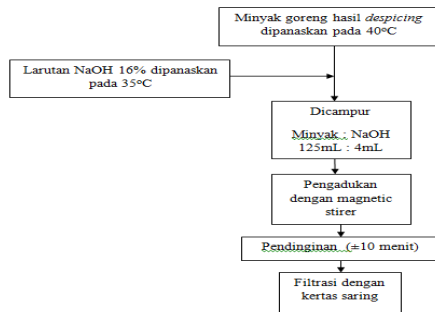 Minyak goreng hasil despicing
dipanaskan pada 40°C
Larutan NaOH 16% dipanaskan
pada 35°C
Dicampur
Minyak : NaOH
125mL : 4mL
Pengadukan
dengan magnetic
stirer
Pendinginan (±10 menit)
Filtrasi dengan
kertas saring